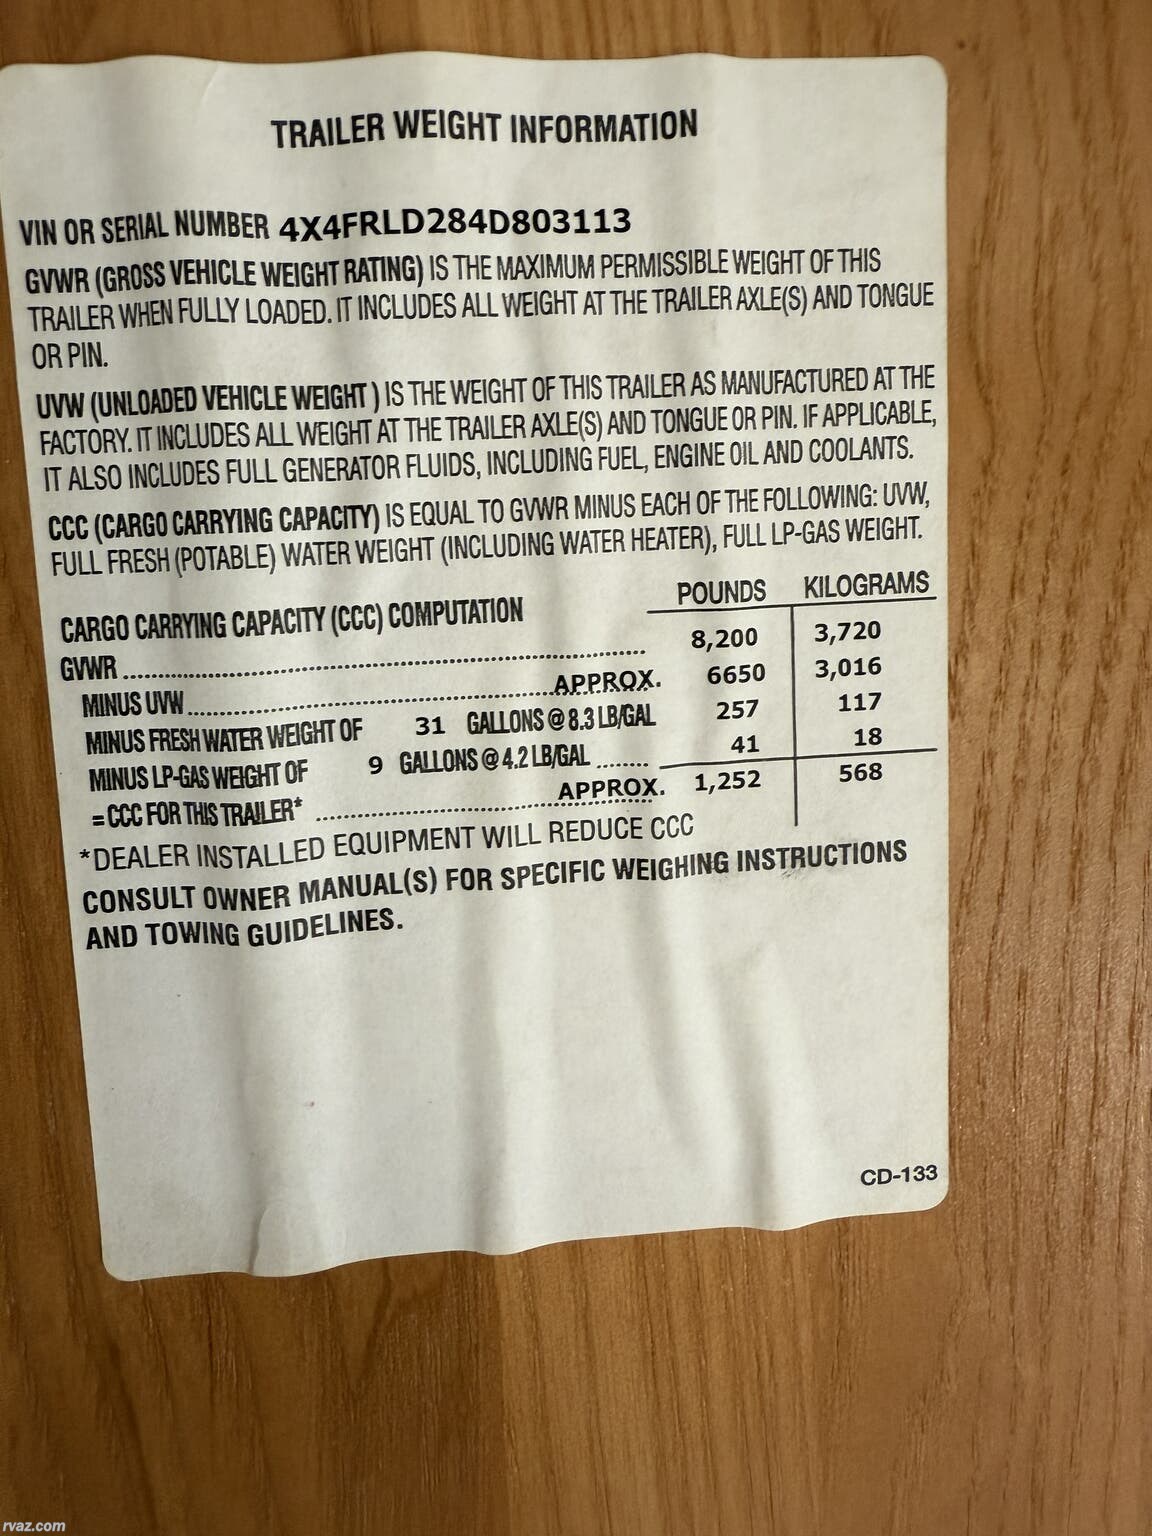 TRAILER WEIGHT INFORMATION
VIN OR SERIAL NUMBER 4X4FRLD284D803113
GVWR (GROSS VEHICLE WEIGHT RATING) IS THE MAXIMUM PERMISSIBLE WEIGHT OF THIS
TRAILER WHEN FULLY LOADED. IT INCLUDES ALL WEIGHT AT THE TRAILER AXLE(S) AND TONGUE
OR PIN.
UVW (UNLOADED VEHICLE WEIGHT ) IS THE WEIGHT OF THIS TRAILER AS MANUFACTURED AT THE
FACTORY. IT INCLUDES ALL WEIGHT AT THE TRAILER AXLE(S) AND TONGUE OR PIN. IF APPLICABLE,
IT ALSO INCLUDES FULL GENERATOR FLUIDS, INCLUDING FUEL, ENGINE OIL AND COOLANTS.
CCC (CARGO CARRYING CAPACITY) IS EQUAL TO GVWR MINUS EACH OF THE FOLLOWING: UVW,
FULL FRESH (POTABLE) WATER WEIGHT (INCLUDING WATER HEATER), FULL LP-GAS WEIGHT.
POUNDS KILOGRAMS
CARGO CARRYING CAPACITY (CCC) COMPUTATION
GVWR 8,200 3,720
MINUS UVW APPROX. 6650 3,016
MINUS FRESH WATER WEIGHT OF 31 GALLONS @ 8.3 LB/GAL 257 117
MINUS LP-GAS WEIGHT OF 9 GALLONS @ 4.2 LB/GAL 41 18
= CCC FOR THIS TRAILER* APPROX. 1,252 568
*DEALER INSTALLED EQUIPMENT WILL REDUCE CCC
CONSULT OWNER MANUAL(S) FOR SPECIFIC WEIGHING INSTRUCTIONS
AND TOWING GUIDELINES.
CD-133
rvaz.com